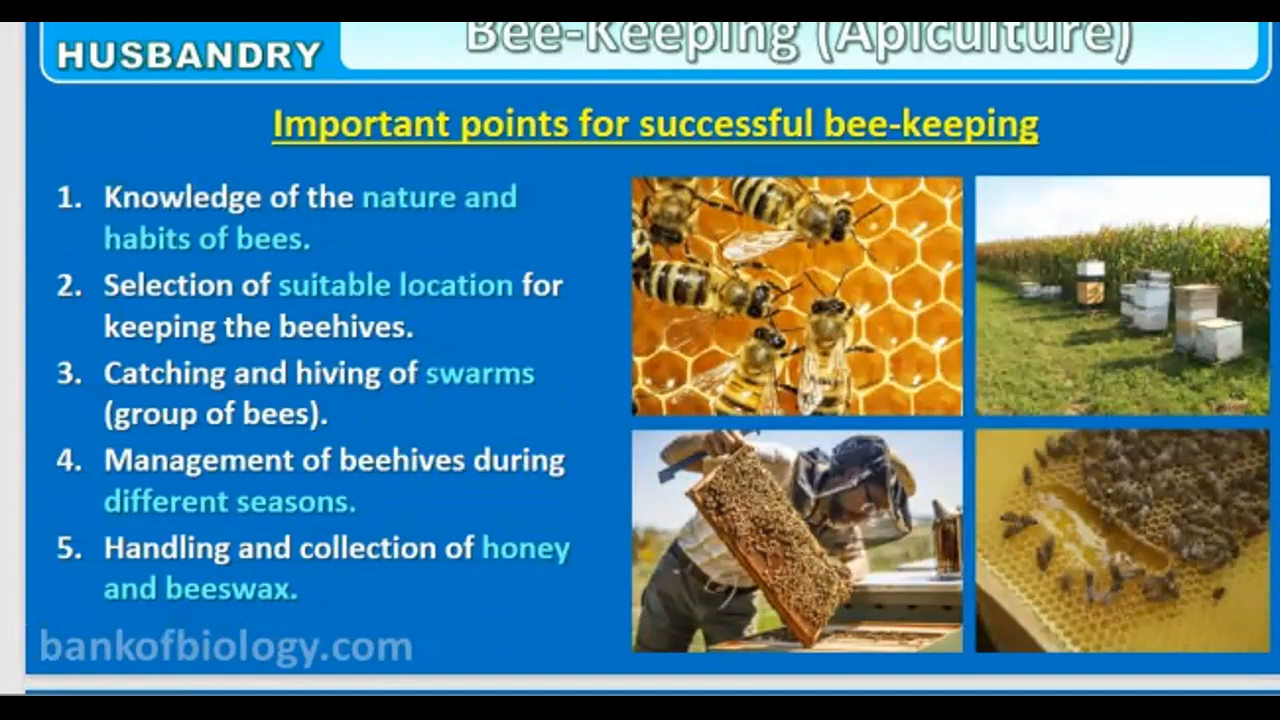 Bee-Keeping (Apiculture)
HUSBANDRY
Important points for successful bee-keeping
1. Knowledge of the nature and
habits of bees.
2. Selection of suitable location for
keeping the beehives.
3. Catching and hiving of swarms
(group of bees).
4. Management of beehives during
different seasons.
5. Handling and collection of honey
and beeswax.
bankofbiology.com